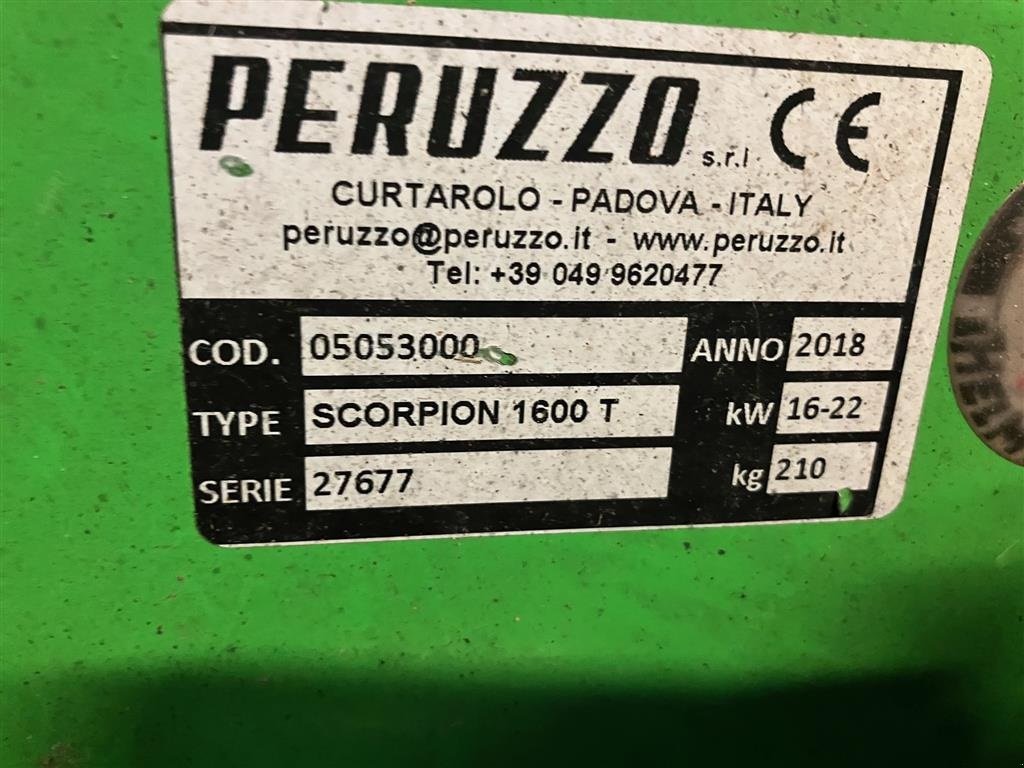 PERUZZO s.r.l. CE
CURTAROLO - PADOVA - ITALY
peruzzo@peruzzo.it - www.peruzzo.it
Tel: +39 049 9620477
COD. 05053000 ANNO 2018
TYPE SCORPION 1600 T kW 16-22
SERIE 27677 kg 210